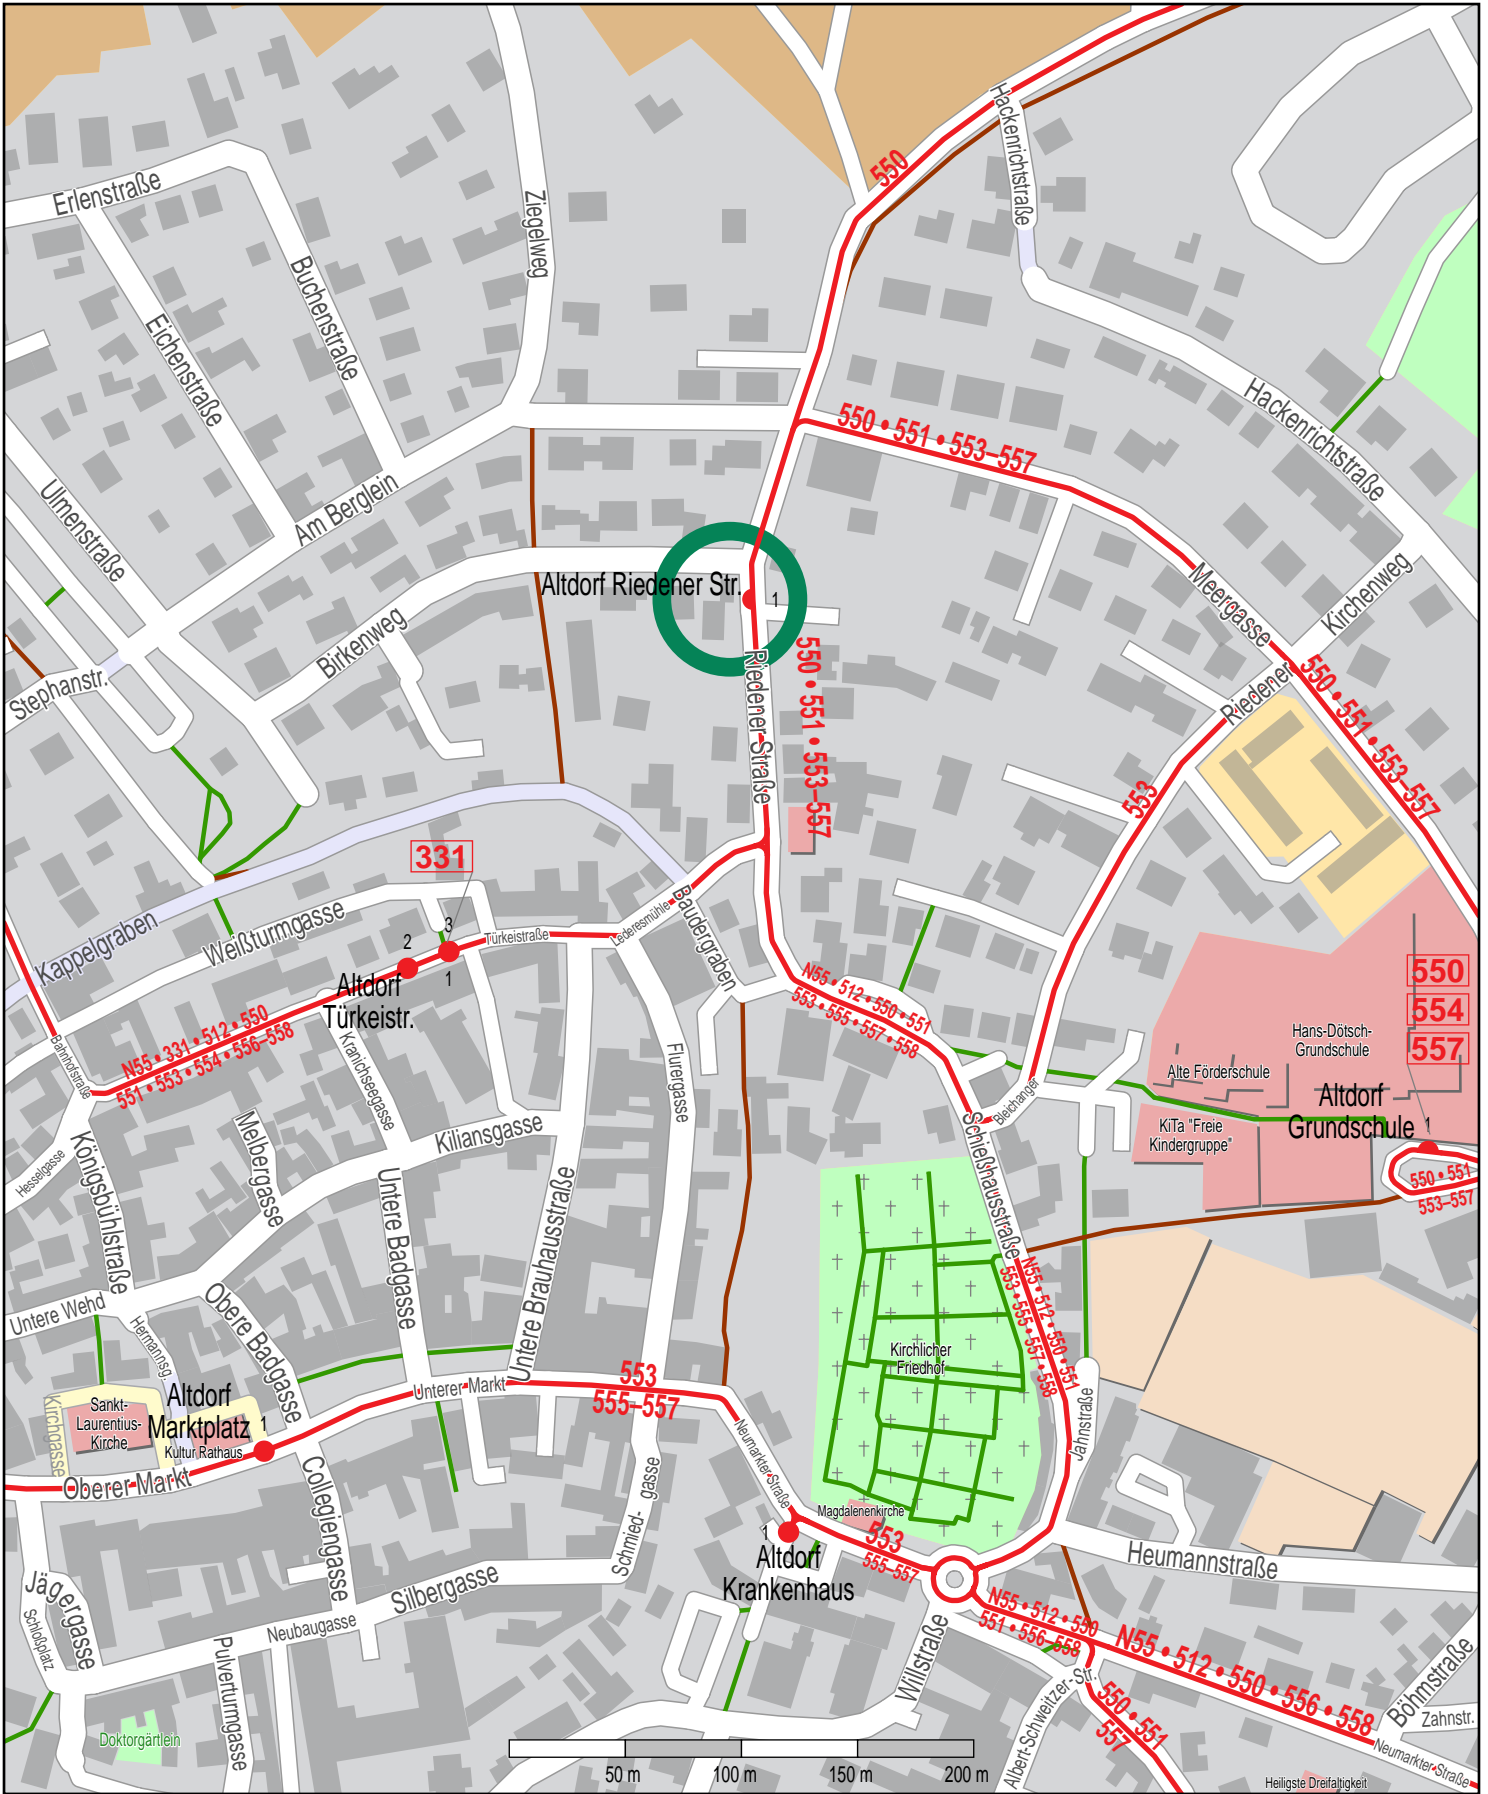 Hackenrichtstraße
550
Erlenstraße
Ziegelweg
Buchenstraße
Eichenstraße
Hackenrichtstraße
550 • 551 • 553–557
Ulmenstraße
Am Berglein
Altdorf Riedener Str.
1
Meergasse
Kirchenweg
Birkenweg
Stephanstr.
Riedener Straße
550 • 551 • 553–557
Riedener
550 • 551 • 553–557
553
331
Kappelgraben
Weißturmgasse
3
2
1
Türkeistraße
Lederesmühle
Baudergraben
Altdorf
Türkeistr.
N55 • 331 • 512 • 550
551 • 553 • 554 • 556–558
Bahnhofstraße
Kranichseegasse
Flurergasse
N55 • 512 • 550 • 551
553 • 555 • 557 • 558
550
554
557
Hans-Dötsch-
Grundschule
Alte Förderschule
Altdorf
Grundschule
1
KiTa "Freie
Kindergruppe"
550 • 551
553–557
Bleichanger
Schießhausstraße
Melbergasse
Kiliansgasse
Hesselgasse
Königsbühlstraße
Untere Badgasse
Untere Brauhausstraße
N55 • 512 • 550 • 551
553 • 555 • 557 • 558
Untere Wehd
Obere Badgasse
Hermannsg.
Kirchlicher
Friedhof
553
555–557
Unterer Markt
Altdorf
Marktplatz
1
Sankt-
Laurentius-
Kirche
Kultur Rathaus
Kirchgasse
Oberer Markt
Collegiengasse
Schmied-
gasse
Neumarkter Straße
Jahnstraße
Magdalenenkirche
1
Altdorf
Krankenhaus
553
555–557
Heumannstraße
Jägergasse
Schloßplatz
Silbergasse
Neubaugasse
Pulverturmgasse
N55 • 512 • 550
551 • 556–558
N55 • 512 • 550 • 556 • 558
Willstraße
Albert-Schweitzer-Str.
550 • 551
557
Böhmstraße
Zahnstr.
Neumarkter Straße
Doktorgärtlein
Heiligste Dreifaltigkeit
50 m
100 m
150 m
200 m